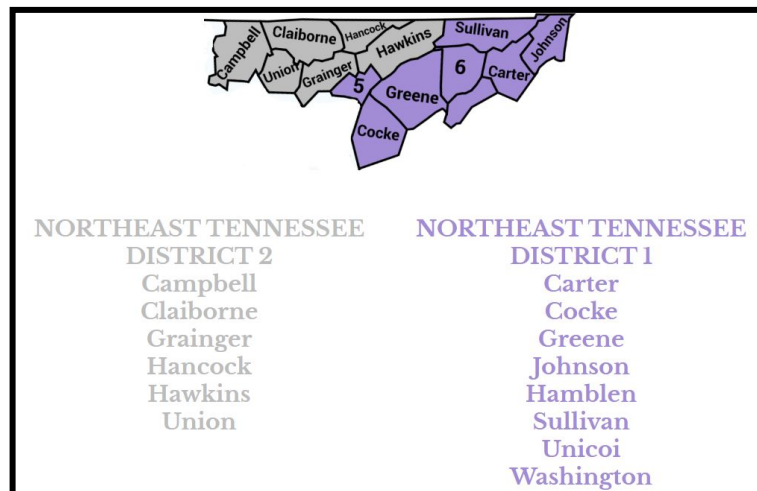 Campbell
Claiborne
Hancock
Hawkins
Sullivan
Johnson
Union
Grainger
5
Greene
6
Carter
Cocke
NORTHEAST TENNESSEE
DISTRICT 2
Campbell
Claiborne
Grainger
Hancock
Hawkins
Union
NORTHEAST TENNESSEE
DISTRICT 1
Carter
Cocke
Greene
Johnson
Hamblen
Sullivan
Unicoi
Washington